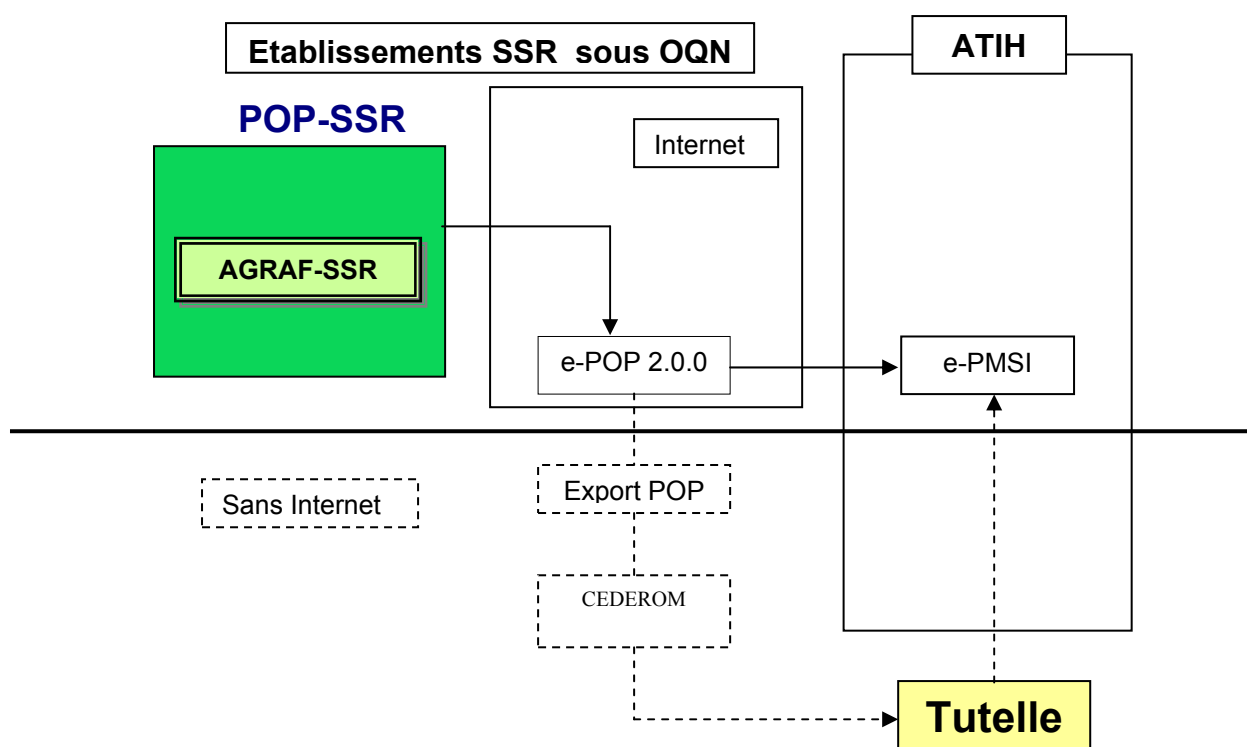 Etablissements SSR sous OQN
ATIH
POP-SSR
Internet
AGRAF-SSR
e-POP 2.0.0
e-PMSI
Sans Internet
Export POP
CEDEROM
Tutelle